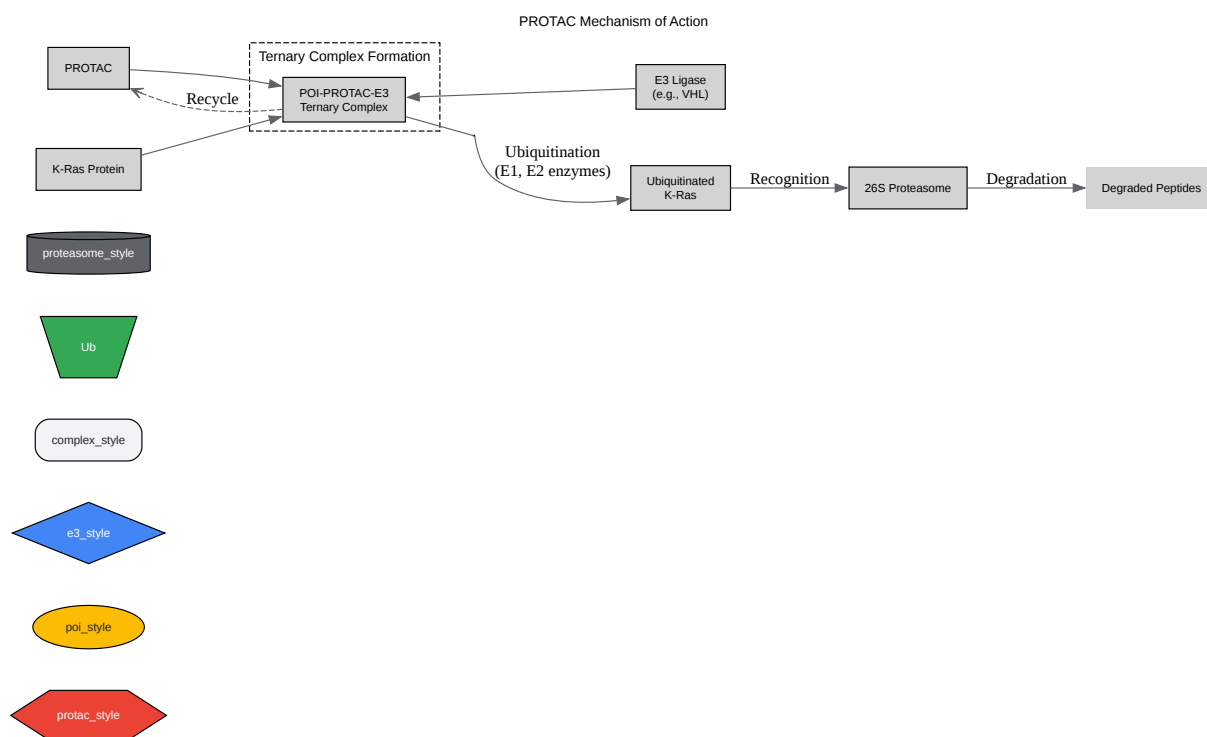 PROTAC Mechanism of Action
Ternary Complex Formation
PROTAC
POI-PROTAC-E3
Ternary Complex
E3 Ligase
(e.g., VHL)
Recycle
K-Ras Protein
Ubiquitination
(E1, E2 enzymes)
Ubiquitinated
K-Ras
Recognition
26S Proteasome
Degradation
Degraded Peptides
proteasome_style
Ub
complex_style
e3_style
poi_style
protac_style